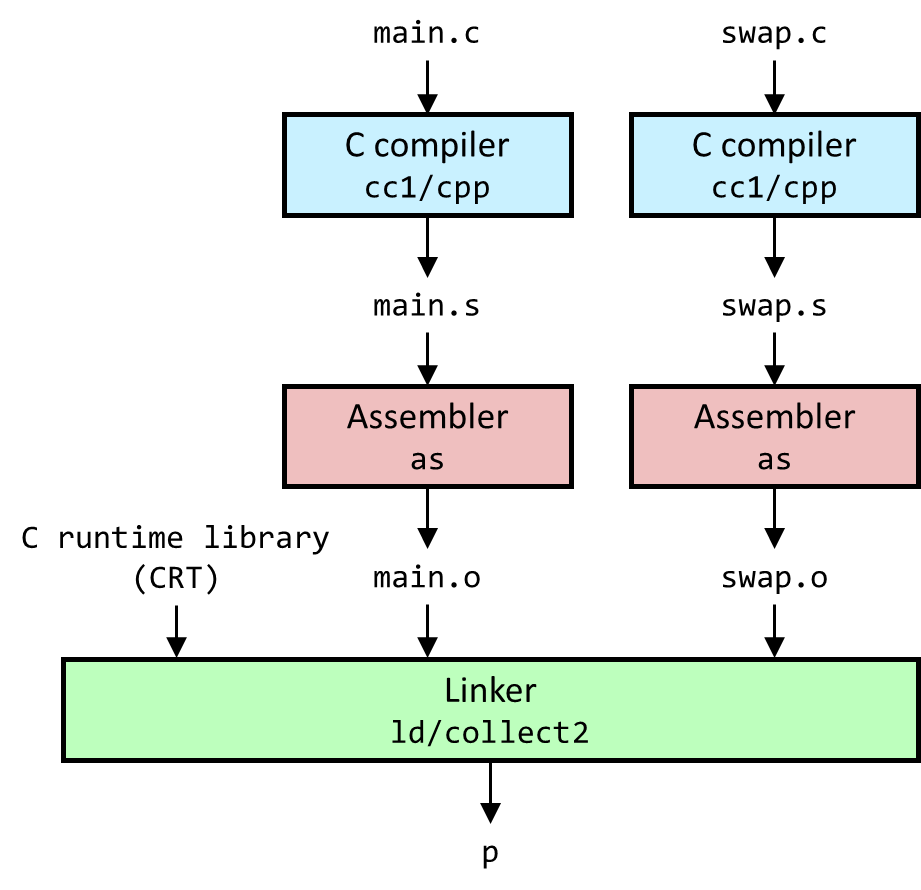 main.c
swap.c
C compiler
cc1/cpp
C compiler
cc1/cpp
main.s
swap.s
Assembler
as
Assembler
as
C runtime library
(CRT)
main.o
swap.o
Linker
ld/collect2
p